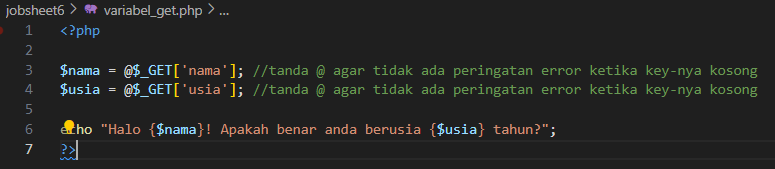 jobsheet6 > variabel_get.php > ...
1 <?php
2
3 $nama = @$_GET['nama']; //tanda @ agar tidak ada peringatan error ketika key-nya kosong
4 $usia = @$_GET['usia']; //tanda @ agar tidak ada peringatan error ketika key-nya kosong
5
6 echo "Halo {$nama}! Apakah benar anda berusia {$usia} tahun?";
7 ?>